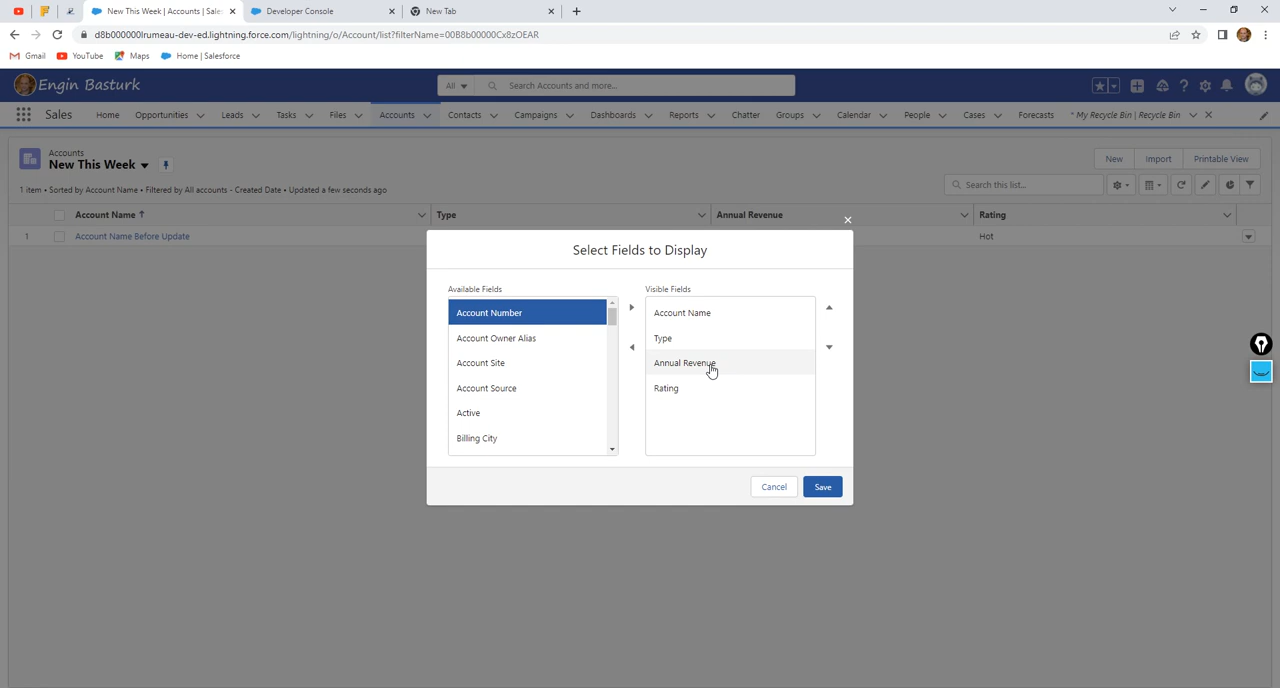 New This Week | Accounts | Sale
Developer Console
New Tab
d8b000000lrumeau-dev-ed.lightning.force.com/lightning/o/Account/list?filterName=00B8b00000Cx8zOEAR
Gmail
YouTube
Maps
Home | Salesforce
Engin Basturk
All
Search Accounts and more...
Sales
Home
Opportunities
Leads
Tasks
Files
Accounts
Contacts
Campaigns
Dashboards
Reports
Chatter
Groups
Calendar
People
Cases
Forecasts
* My Recycle Bin | Recycle Bin
Accounts
New This Week
New
Import
Printable View
1 item • Sorted by Account Name • Filtered by All accounts - Created Date • Updated a few seconds ago
Search this list...
Account Name
Type
Annual Revenue
Rating
1
Account Name Before Update
Hot
Select Fields to Display
Available Fields
Account Number
Account Owner Alias
Account Site
Account Source
Active
Billing City
Visible Fields
Account Name
Type
Annual Revenue
Rating
Cancel
Save